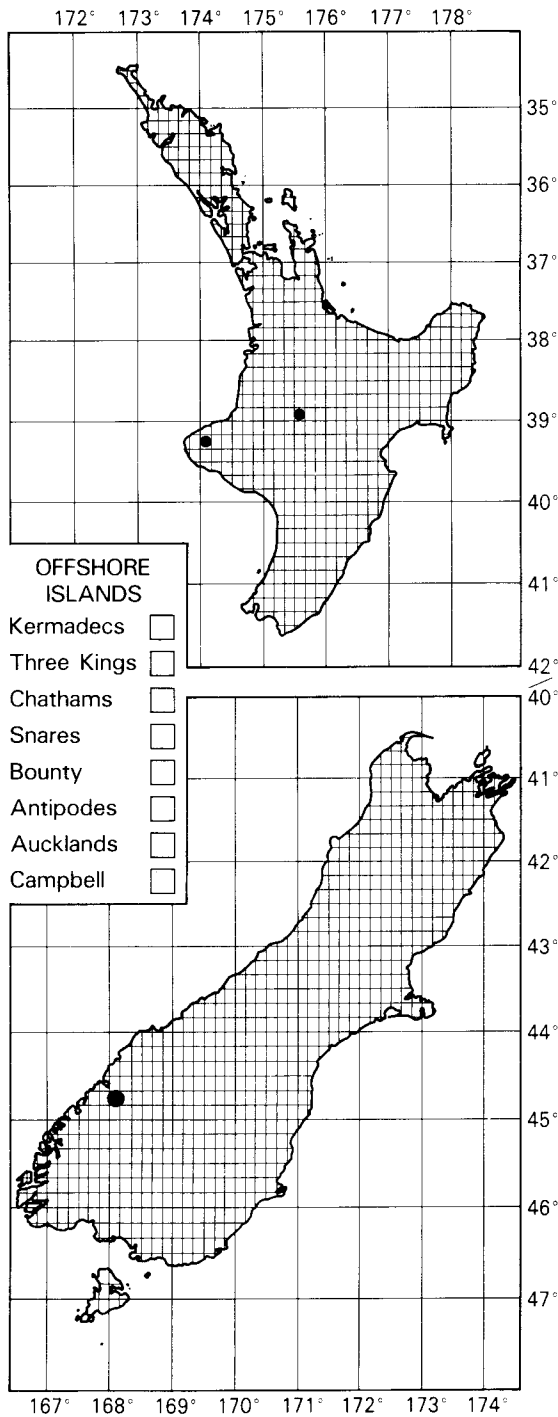 172° 173° 174° 175° 176° 177° 178°
35°
36°
37°
38°
39°
40°
41°
42°
OFFSHORE
ISLANDS
Kermadecs
Three Kings
Chathams
Snares
Bounty
Antipodes
Aucklands
Campbell
40°
41°
42°
43°
44°
45°
46°
47°
167° 168° 169° 170° 171° 172° 173° 174°